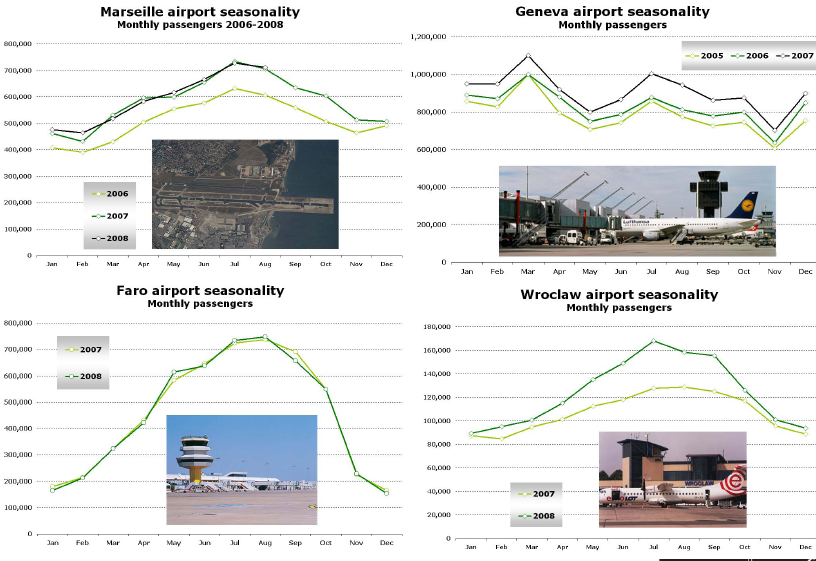 Marseille airport seasonality
Monthly passengers 2006-2008
800,000
700,000
600,000
500,000
400,000
300,000
200,000
100,000
0
Jan Feb Mar Apr May Jun Jul Aug Sep Oct Nov Dec
2006
2007
2008
Geneva airport seasonality
Monthly passengers
1,200,000
1,000,000
800,000
600,000
400,000
200,000
0
Jan Feb Mar Apr May Jun Jul Aug Sep Oct Nov Dec
2005 2006 2007
Lufthansa
Faro airport seasonality
Monthly passengers
800,000
700,000
600,000
500,000
400,000
300,000
200,000
100,000
0
Jan Feb Mar Apr May Jun Jul Aug Sep Oct Nov Dec
2007
2008
Wroclaw airport seasonality
Monthly passengers
180,000
160,000
140,000
120,000
100,000
80,000
60,000
40,000
20,000
0
Jan Feb Mar Apr May Jun Jul Aug Sep Oct Nov Dec
2007
2008
WROCŁAW
LOT